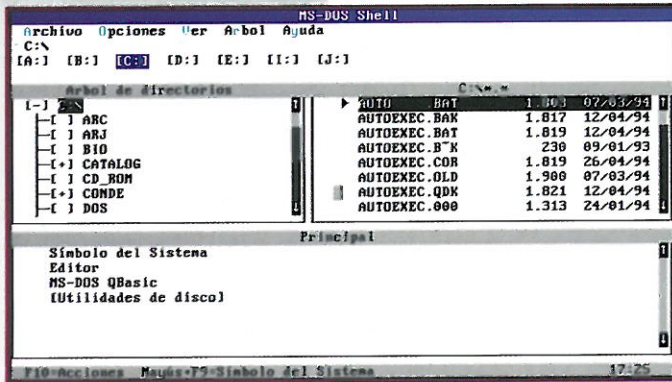 MS-DOS Shell
Archivo Opciones Ver Arbol Ayuda
C:\
[A:] [B:] [C:] [D:] [E:] [I:] [J:]
Arbol de directorios
[-] C:\
[ ] ARC
[ ] ARJ
[ ] BIO
[+] CATALOG
[ ] CD_ROM
[+] CONDE
[ ] DOS
C:\*.*
AUTO .BAT 1.803 07/03/94
AUTOEXEC.BAK 1.817 12/04/94
AUTOEXEC.BAT 1.819 12/04/94
AUTOEXEC.B~K 230 09/01/93
AUTOEXEC.COR 1.819 26/04/94
AUTOEXEC.OLD 1.900 07/03/94
AUTOEXEC.QDK 1.821 12/04/94
AUTOEXEC.000 1.313 24/01/94
Principal
Símbolo del Sistema
Editor
MS-DOS QBasic
[Utilidades de disco]
F10=Acciones Mayús+F9=Símbolo del Sistema 17:25